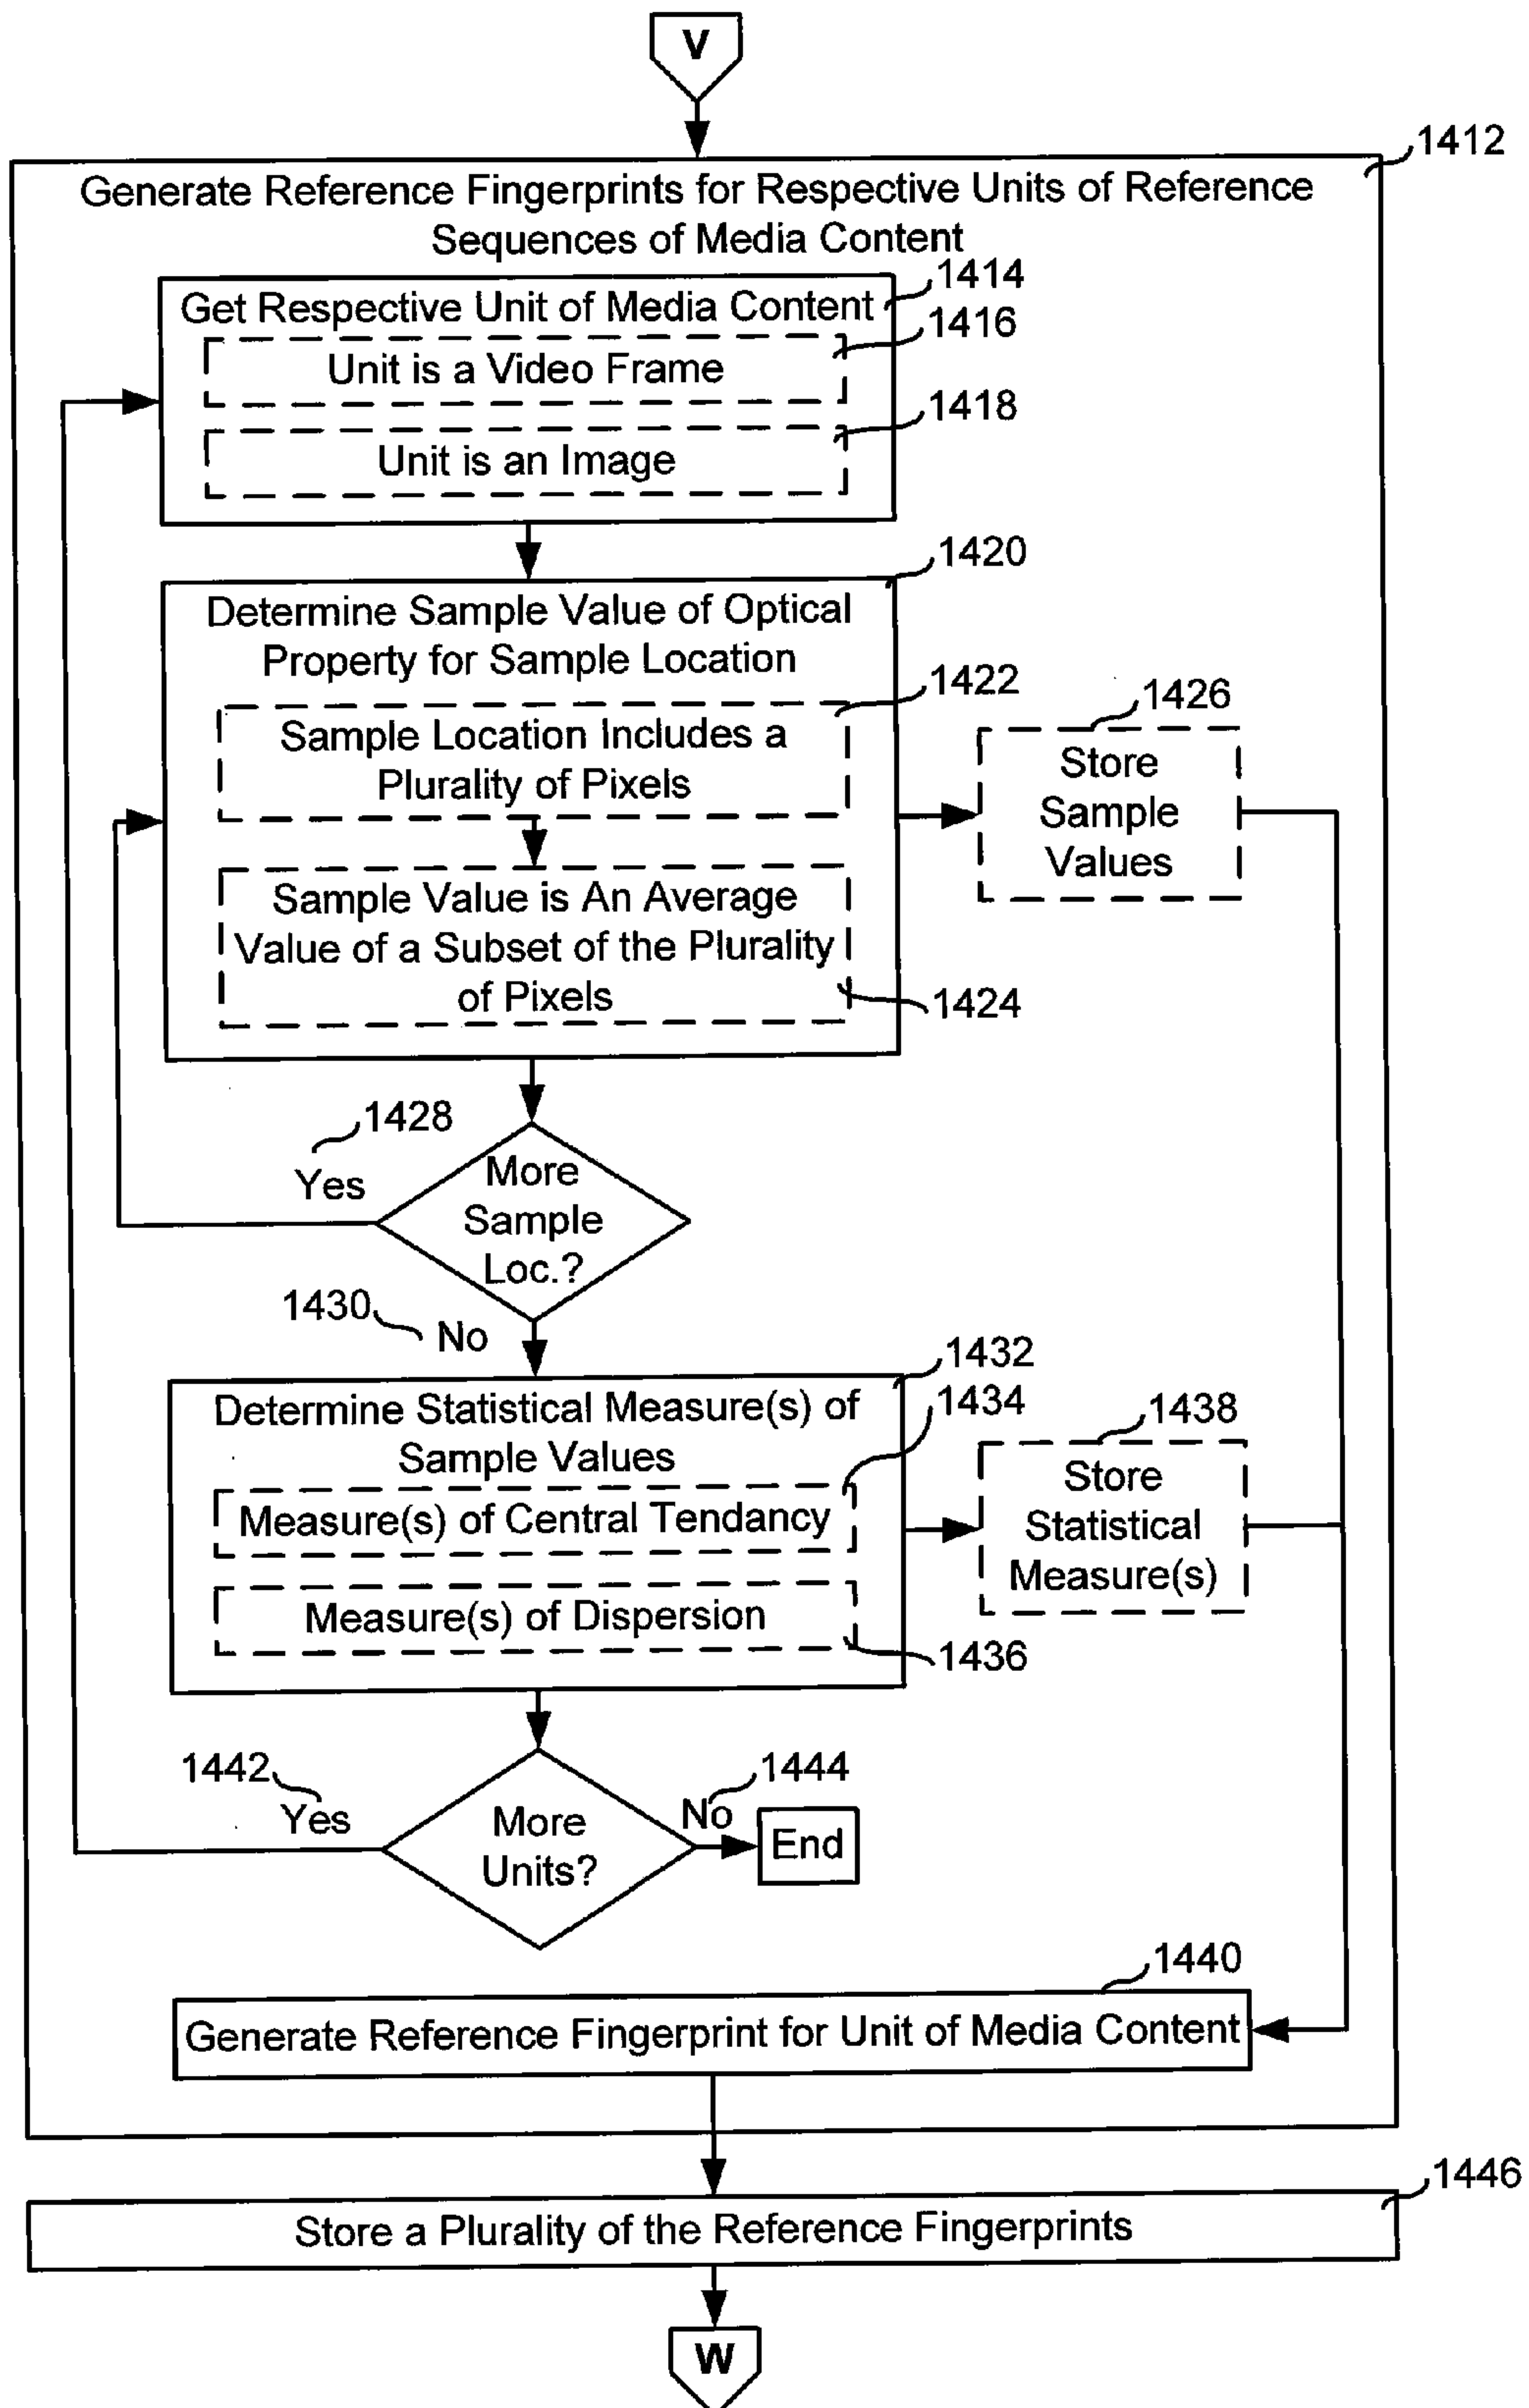 V
1412
Generate Reference Fingerprints for Respective Units of Reference
Sequences of Media Content
1414
Get Respective Unit of Media Content
1416
Unit is a Video Frame
1418
Unit is an Image
1420
Determine Sample Value of Optical
Property for Sample Location
1422
Sample Location Includes a
Plurality of Pixels
1426
Store
Sample
Values
Sample Value is An Average
Value of a Subset of the Plurality
of Pixels
1424
1428
Yes
More
Sample
Loc.?
1430
No
1432
Determine Statistical Measure(s) of
Sample Values
1434
Measure(s) of Central Tendancy
1438
Store
Statistical
Measure(s)
Measure(s) of Dispersion
1436
1442
Yes
More
Units?
1444
No
End
1440
Generate Reference Fingerprint for Unit of Media Content
1446
Store a Plurality of the Reference Fingerprints
W